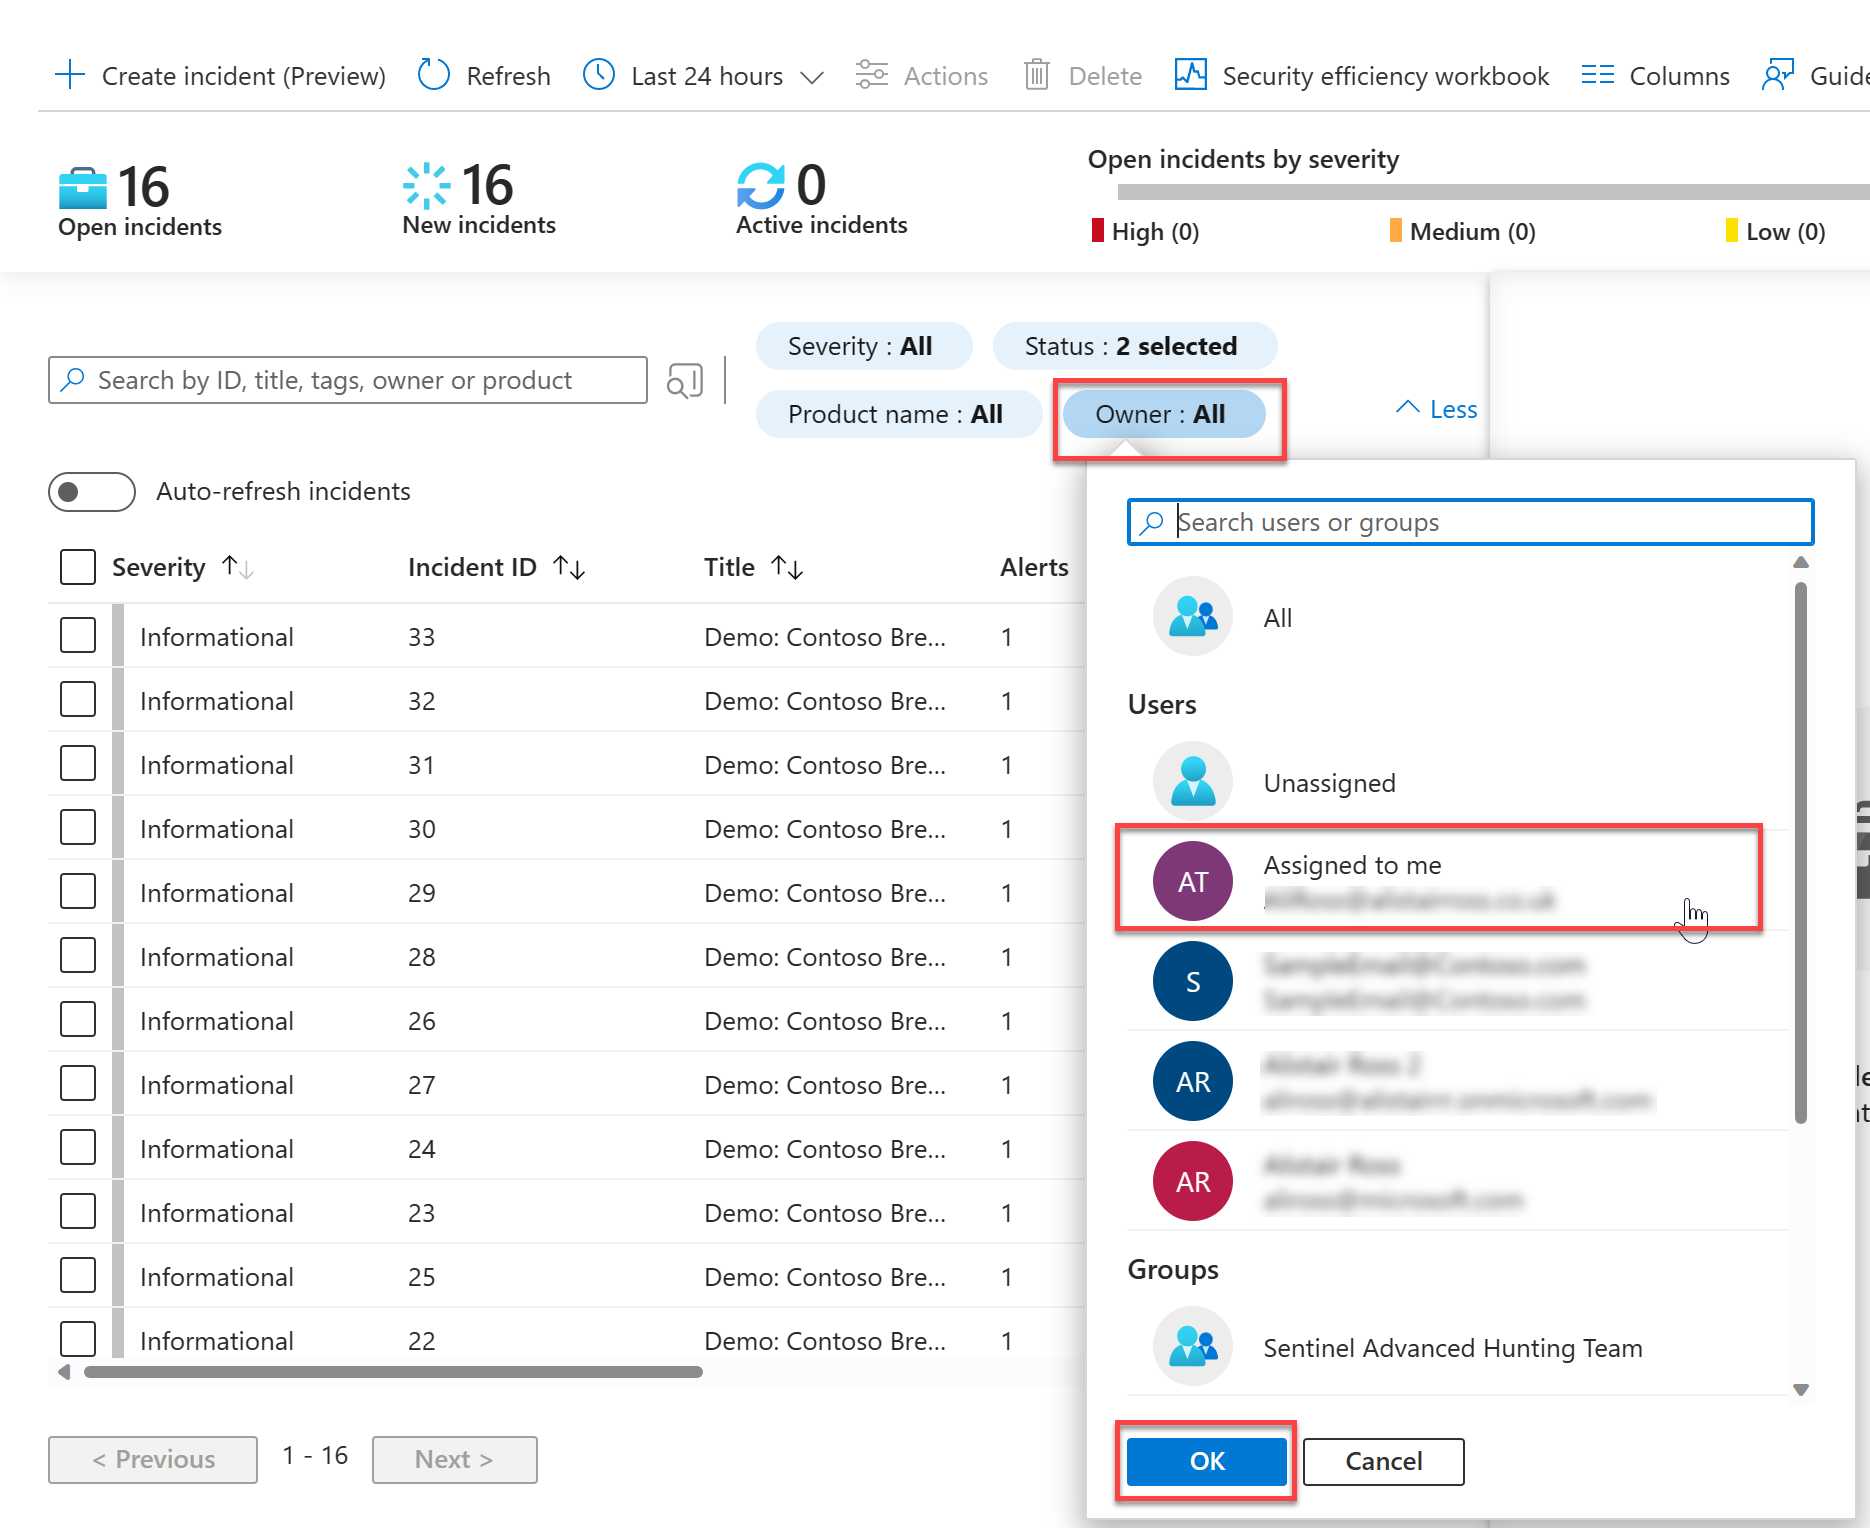 Create incident (Preview) Refresh Last 24 hours Actions Delete Security efficiency workbook Columns Guide
16 16 0
Open incidents New incidents Active incidents
Open incidents by severity
High (0) Medium (0) Low (0)
Search by ID, title, tags, owner or product
Severity : All Status : 2 selected
Product name : All Owner : All
Less
Auto-refresh incidents
Severity Incident ID Title Alerts
Informational 33 Demo: Contoso Bre... 1
Informational 32 Demo: Contoso Bre... 1
Informational 31 Demo: Contoso Bre... 1
Informational 30 Demo: Contoso Bre... 1
Informational 29 Demo: Contoso Bre... 1
Informational 28 Demo: Contoso Bre... 1
Informational 26 Demo: Contoso Bre... 1
Informational 27 Demo: Contoso Bre... 1
Informational 24 Demo: Contoso Bre... 1
Informational 23 Demo: Contoso Bre... 1
Informational 25 Demo: Contoso Bre... 1
Informational 22 Demo: Contoso Bre... 1
< Previous 1 - 16 Next >
Search users or groups
All
Users
Unassigned
AT Assigned to me
S
AR
AR
Groups
Sentinel Advanced Hunting Team
OK Cancel